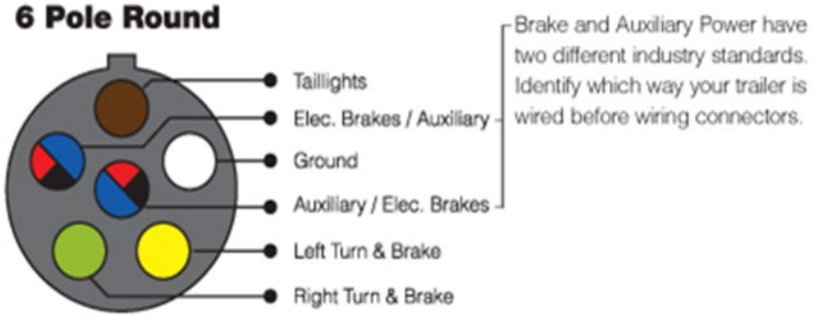 6 Pole Round
Taillights
Elec. Brakes / Auxiliary
Ground
Auxiliary / Elec. Brakes
Left Turn & Brake
Right Turn & Brake
Brake and Auxiliary Power have
two different industry standards.
Identify which way your trailer is
wired before wiring connectors.